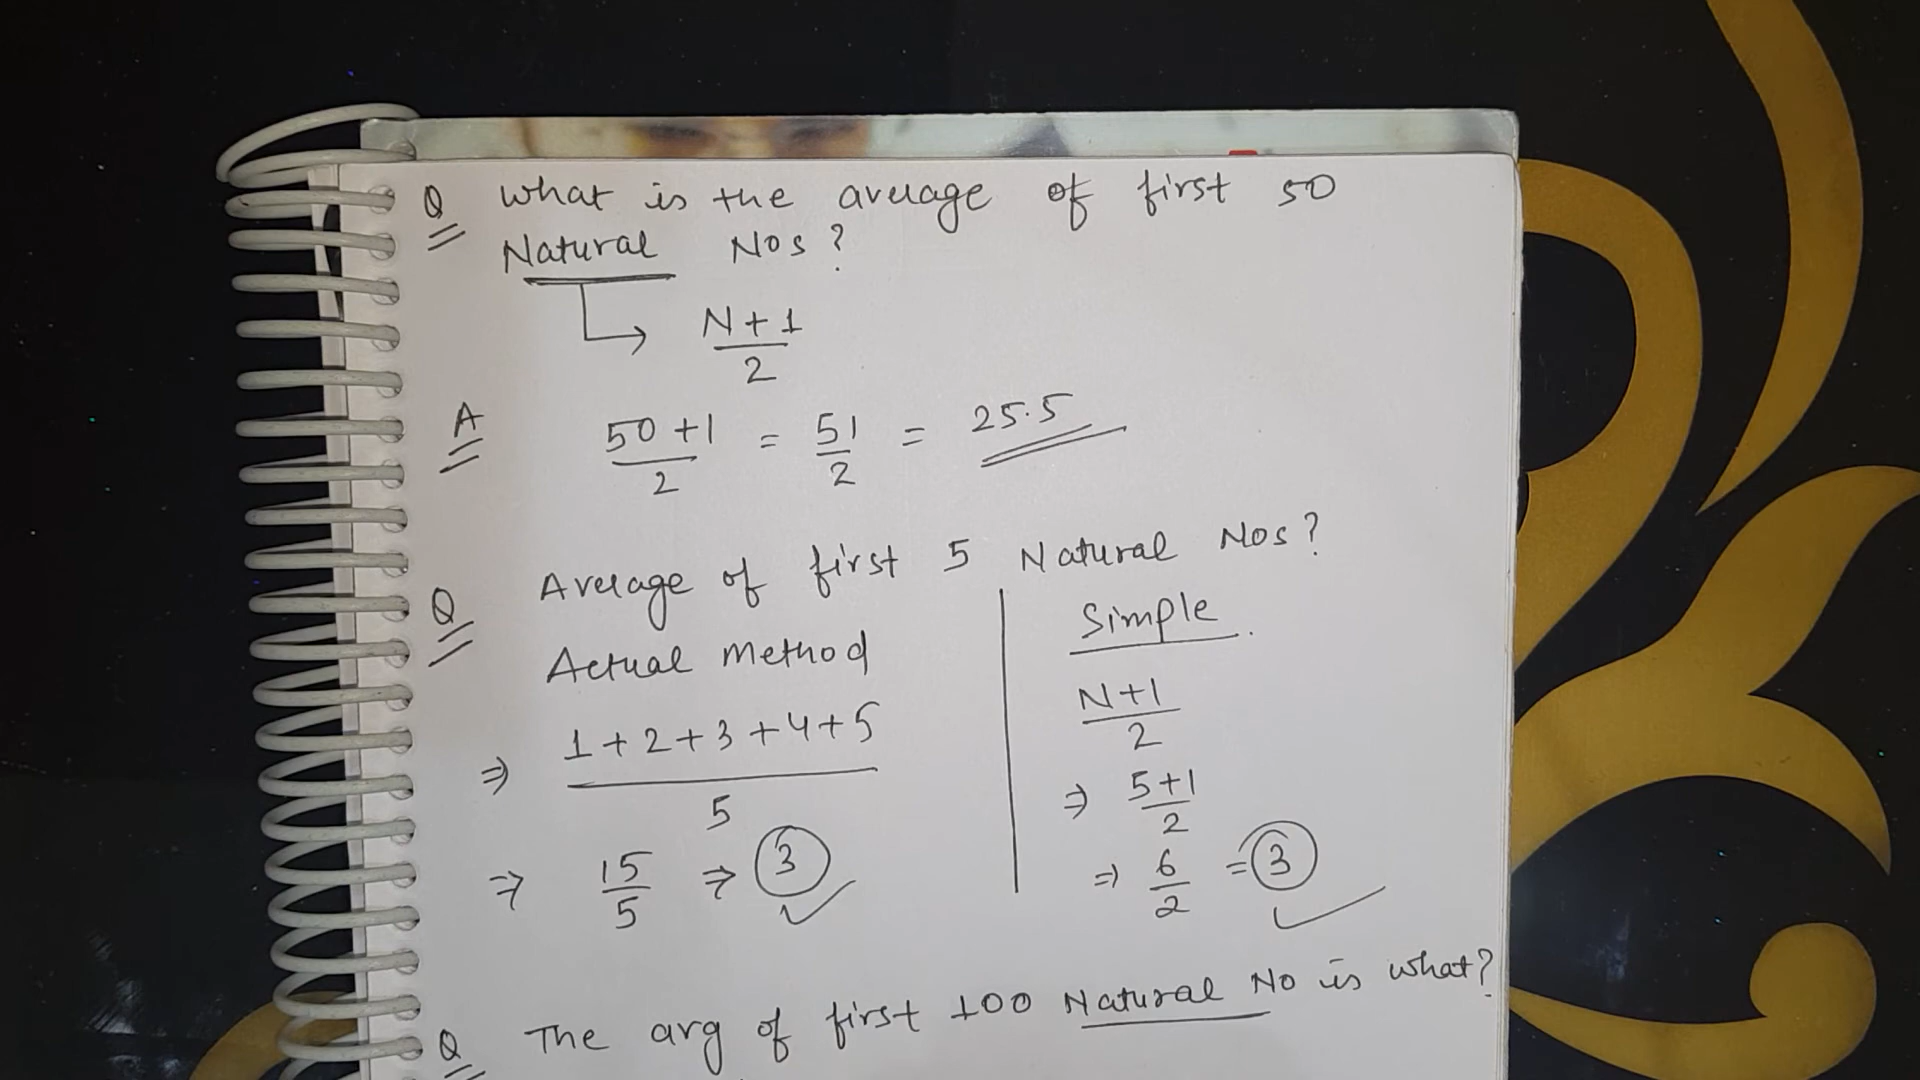 Q What is the average of first 50
Natural Nos?
N+1
2
A 50+1 = 51 = 25.5
2 2
Q Average of first 5 Natural Nos?
Actual Method
1+2+3+4+5
⇒
5
⇒ 15 ⇒ 3
5
Simple.
N+1
2
⇒ 5+1
2
⇒ 6 = 3
2
Q The avg of first 100 Natural No is what?